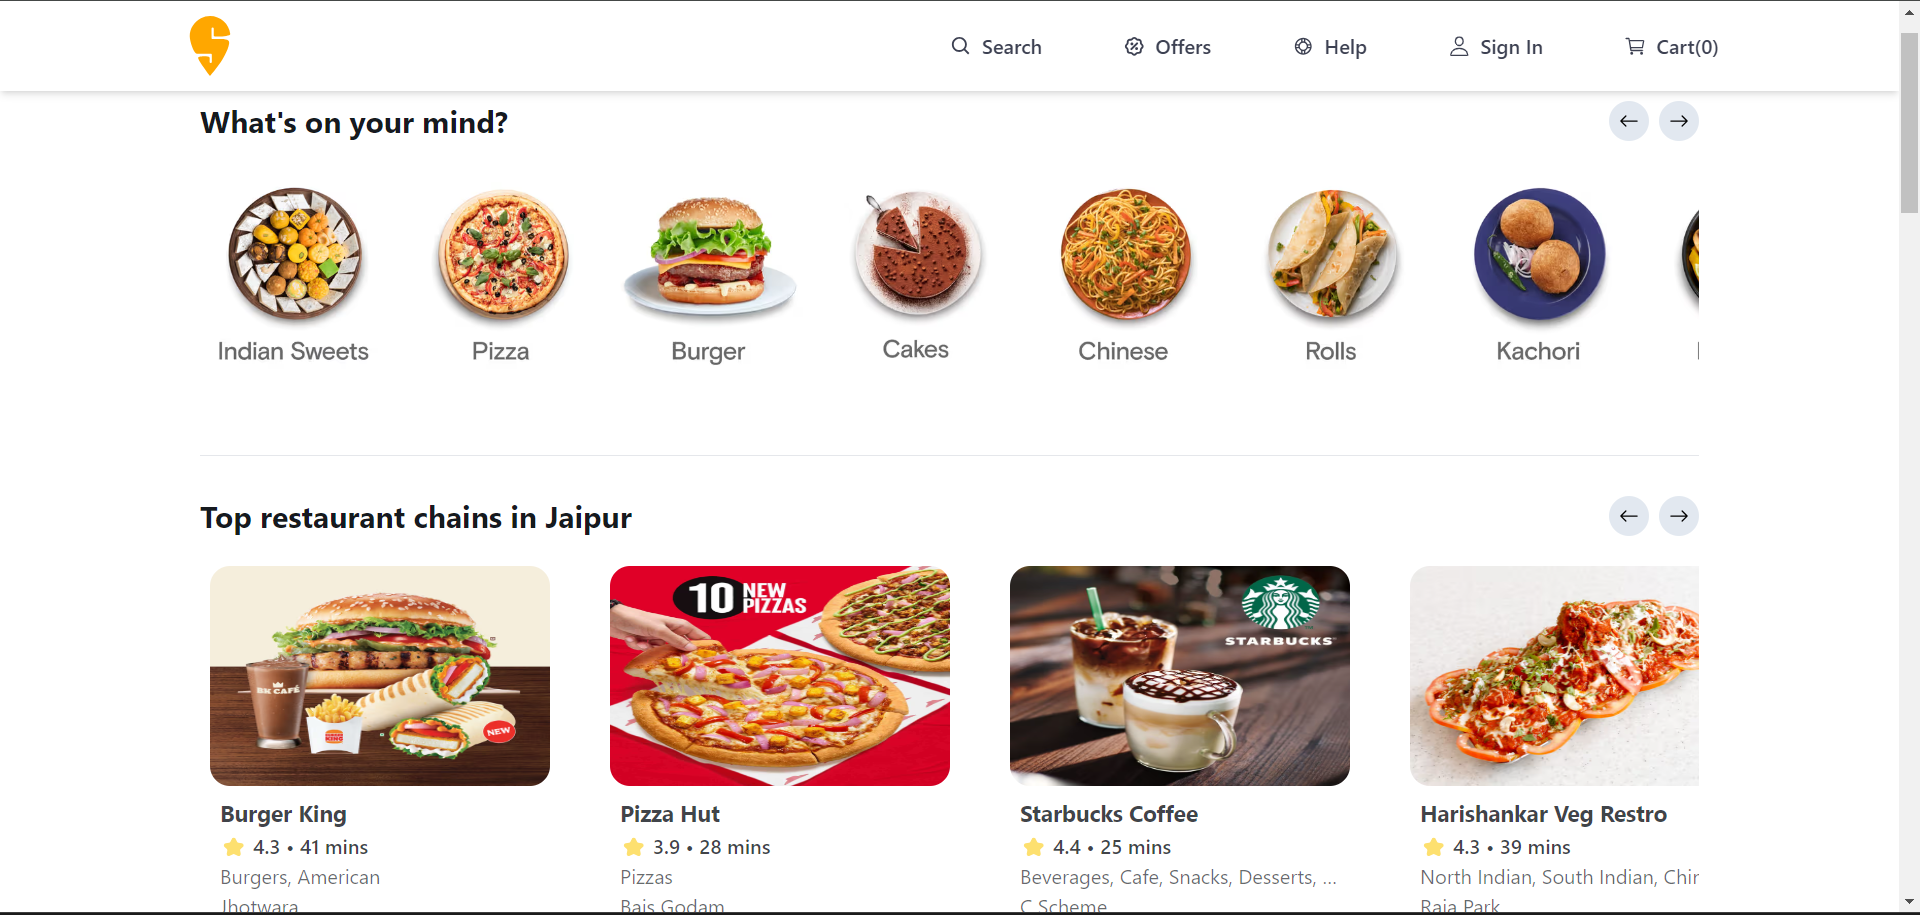 Search
Offers
Help
Sign In
Cart(0)
What's on your mind?
Indian Sweets
Pizza
Burger
Cakes
Chinese
Rolls
Kachori
Top restaurant chains in Jaipur
10 NEW
PIZZAS
STARBUCKS
BK CAFÉ
BURGER
KING
NEW
Burger King
Pizza Hut
Starbucks Coffee
Harishankar Veg Restro
4.3 • 41 mins
3.9 • 28 mins
4.4 • 25 mins
4.3 • 39 mins
Burgers, American
Pizzas
Beverages, Cafe, Snacks, Desserts, ...
North Indian, South Indian, Chin
Jhotwara
Bais Godam
C Scheme
Raja Park